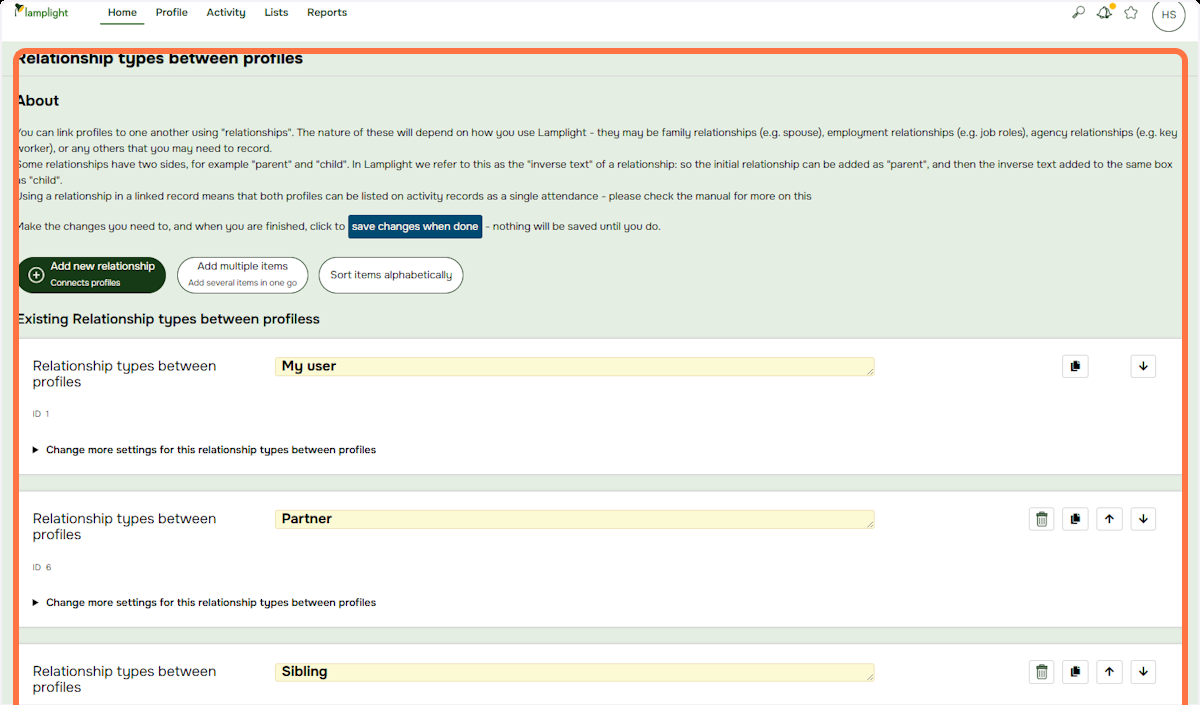 lamplight
Home Profile Activity Lists Reports
HS
Relationship types between profiles
About
You can link profiles to one another using "relationships". The nature of these will depend on how you use Lamplight - they may be family relationships (e.g. spouse), employment relationships (e.g. job roles), agency relationships (e.g. key
worker), or any others that you may need to record.
Some relationships have two sides, for example "parent" and "child". In Lamplight we refer to this as the "inverse text" of a relationship: so the initial relationship can be added as "parent", and then the inverse text added to the same box
as "child".
Using a relationship in a linked record means that both profiles can be listed on activity records as a single attendance - please check the manual for more on this
Make the changes you need to, and when you are finished, click to save changes when done - nothing will be saved until you do.
Add new relationship
Connects profiles
Add multiple items
Add several items in one go
Sort items alphabetically
Existing Relationship types between profiless
Relationship types between
profiles
My user
ID 1
Change more settings for this relationship types between profiles
Relationship types between
profiles
Partner
ID 6
Change more settings for this relationship types between profiles
Relationship types between
profiles
Sibling